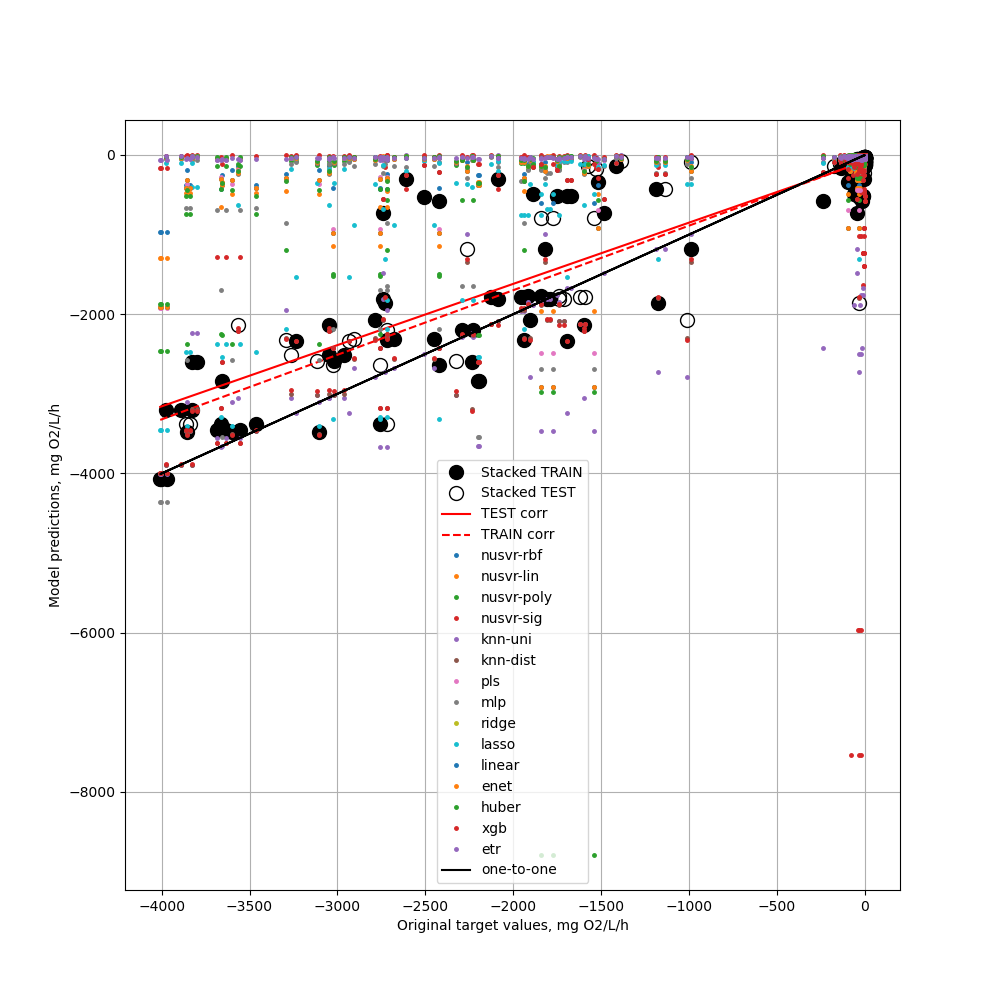 0
−2000
−4000
−6000
−8000
Model predictions, mg O2/L/h
Stacked TRAIN
Stacked TEST
TEST corr
TRAIN corr
nusvr-rbf
nusvr-lin
nusvr-poly
nusvr-sig
knn-uni
knn-dist
pls
mlp
ridge
lasso
linear
enet
huber
xgb
etr
one-to-one
−4000 −3500 −3000 −2500 −2000 −1500 −1000 −500 0
Original target values, mg O2/L/h